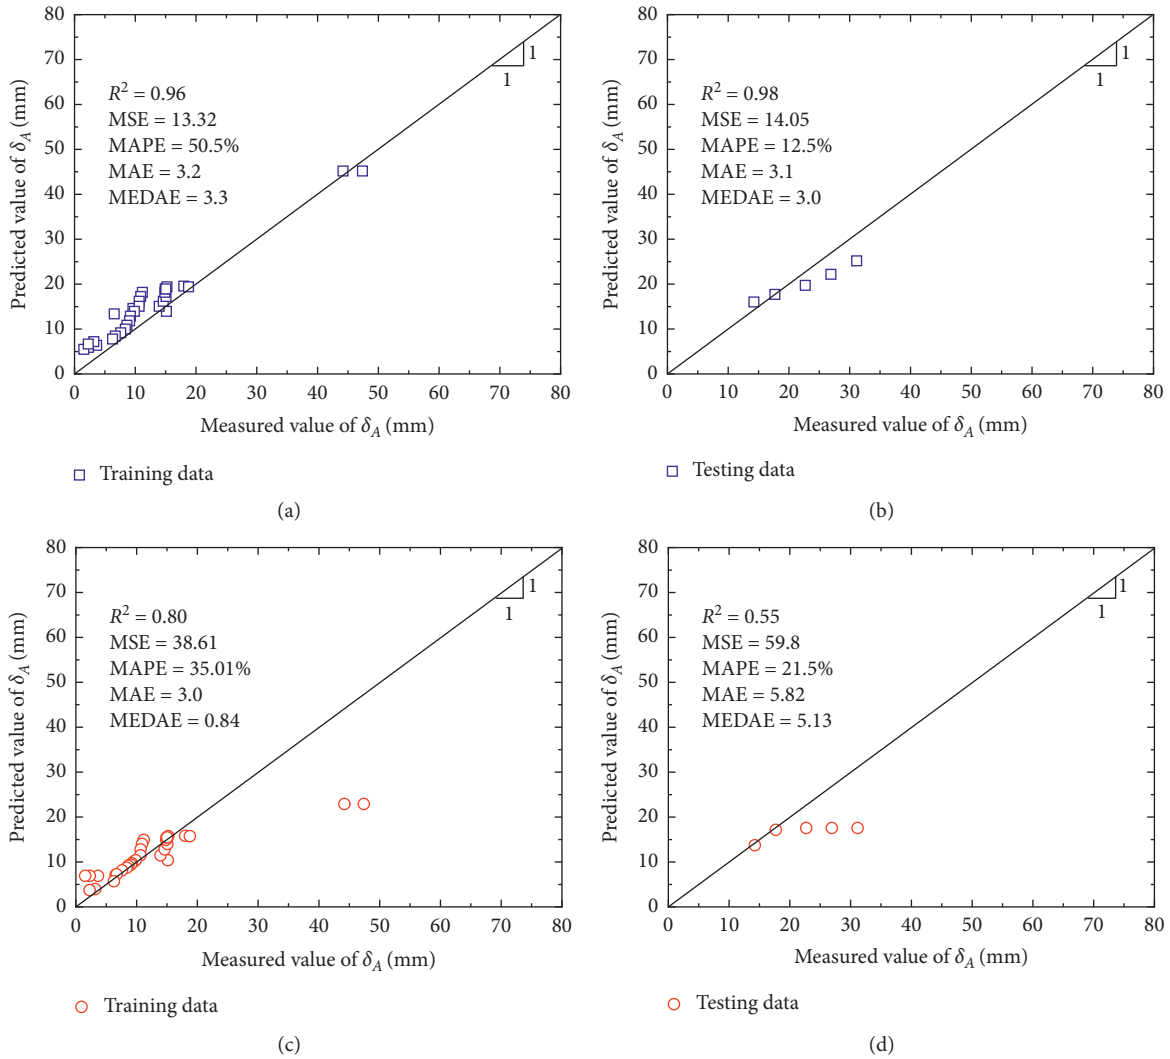 80
70
60
50
40
30
20
10
0
Predicted value of δ_A (mm)
R² = 0.96
MSE = 13.32
MAPE = 50.5%
MAE = 3.2
MEDAE = 3.3
1
1
0 10 20 30 40 50 60 70 80
Measured value of δ_A (mm)
Training data
(a)
80
70
60
50
40
30
20
10
0
Predicted value of δ_A (mm)
R² = 0.98
MSE = 14.05
MAPE = 12.5%
MAE = 3.1
MEDAE = 3.0
1
1
0 10 20 30 40 50 60 70 80
Measured value of δ_A (mm)
Testing data
(b)
80
70
60
50
40
30
20
10
0
Predicted value of δ_A (mm)
R² = 0.80
MSE = 38.61
MAPE = 35.01%
MAE = 3.0
MEDAE = 0.84
1
1
0 10 20 30 40 50 60 70 80
Measured value of δ_A (mm)
Training data
(c)
80
70
60
50
40
30
20
10
0
Predicted value of δ_A (mm)
R² = 0.55
MSE = 59.8
MAPE = 21.5%
MAE = 5.82
MEDAE = 5.13
1
1
0 10 20 30 40 50 60 70 80
Measured value of δ_A (mm)
Testing data
(d)